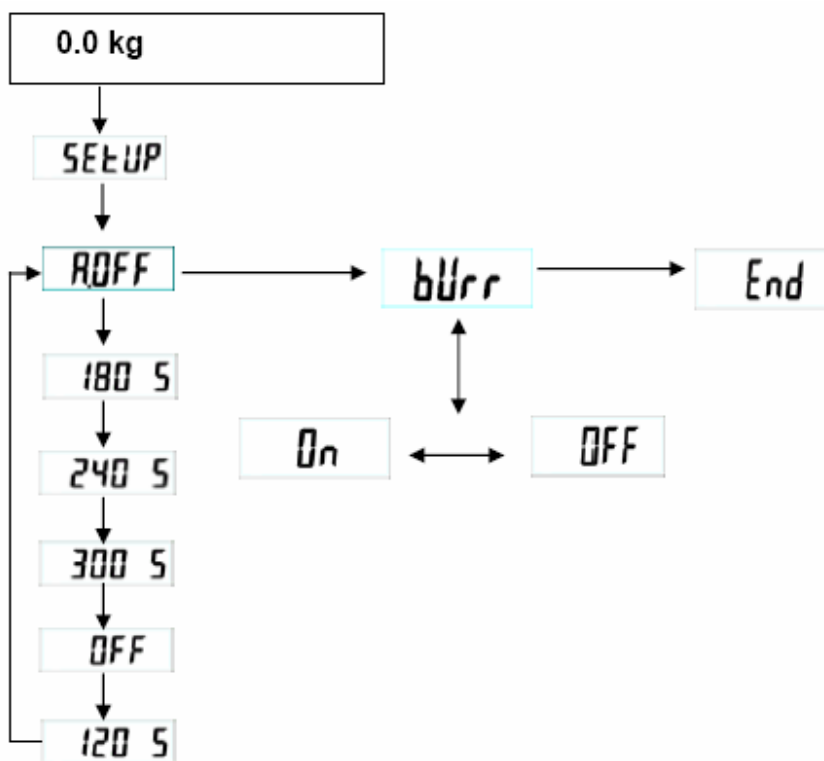 0.0 kg
SEtUP
A.OFF
bUrr
End
180 S
240 S
On
OFF
300 S
OFF
120 S